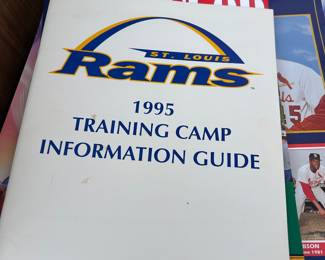 ST. LOUIS
Rams
1995
TRAINING CAMP
INFORMATION GUIDE